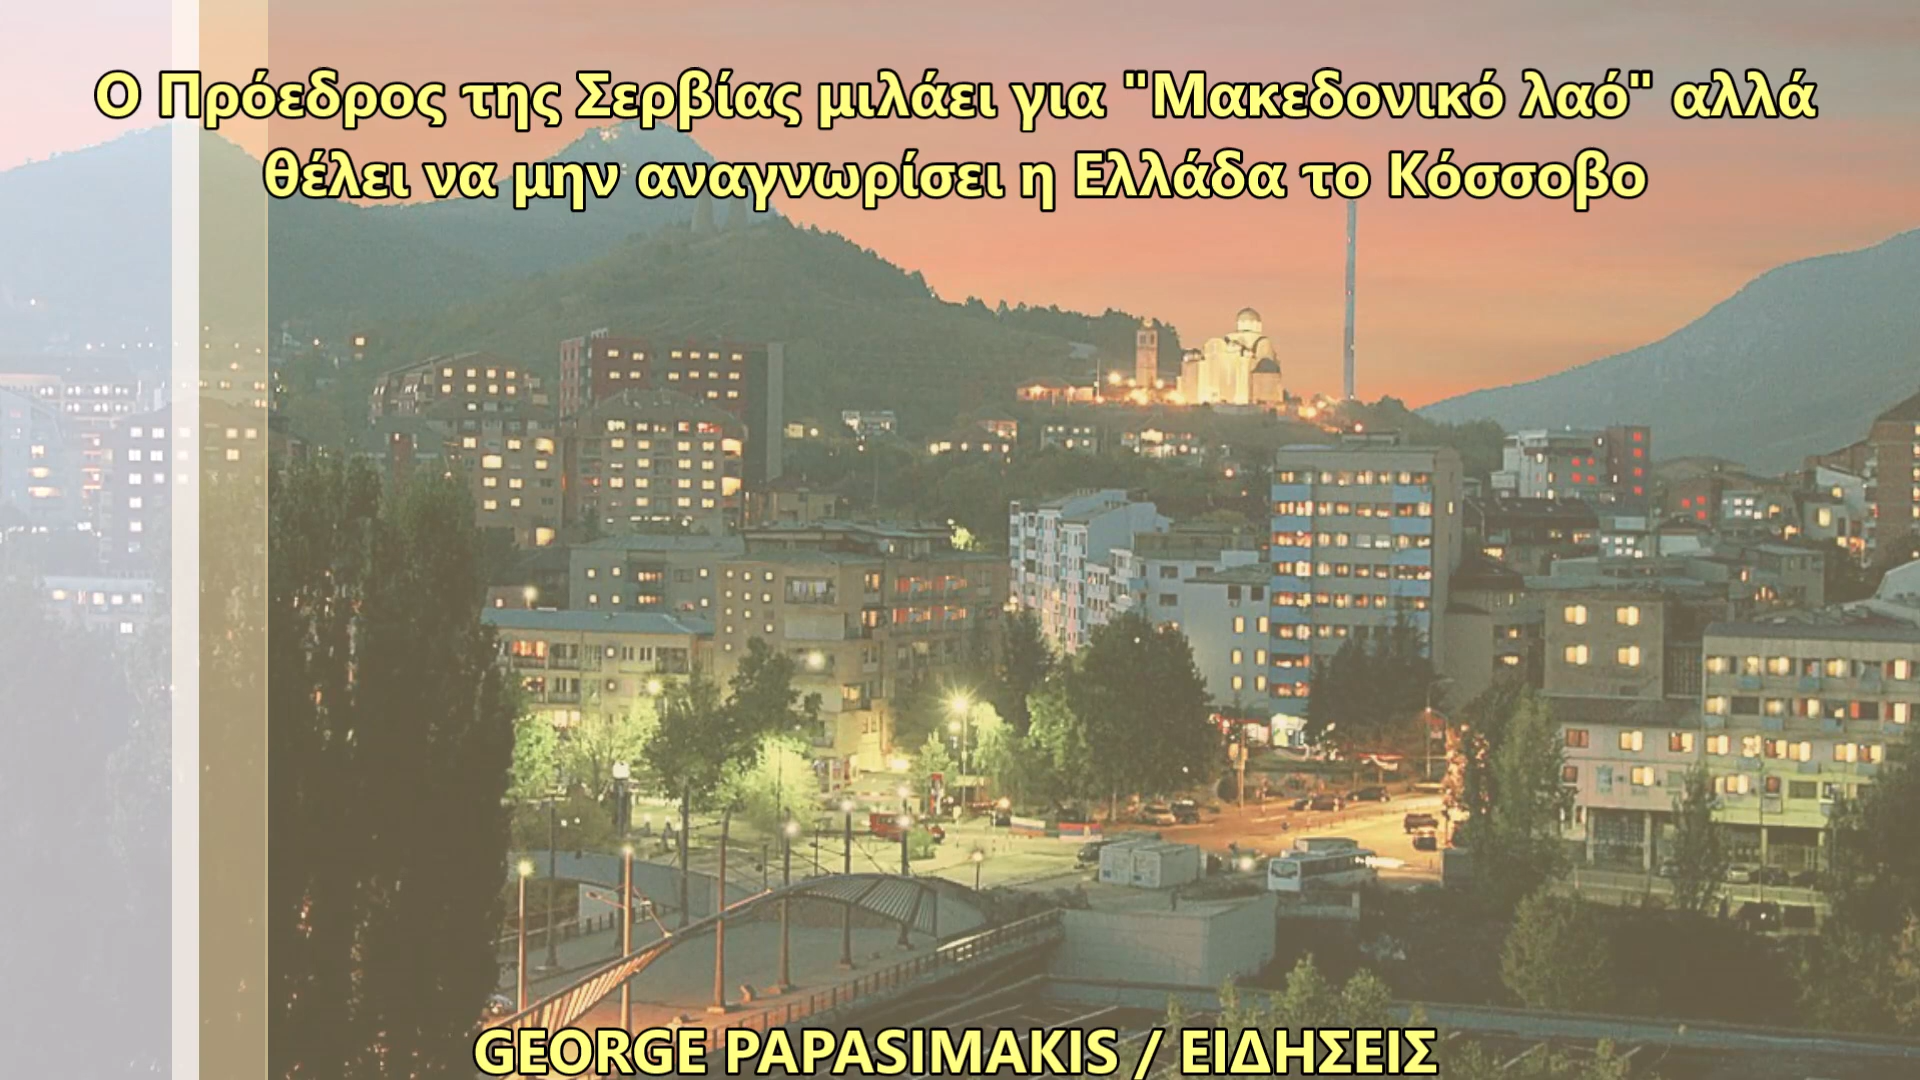 Ο Πρόεδρος της Σερβίας μιλάει για "Μακεδονικό λαό" αλλά
θέλει να μην αναγνωρίσει η Ελλάδα το Κόσσοβο
GEORGE PAPASIMAKIS / ΕΙΔΗΣΕΙΣ